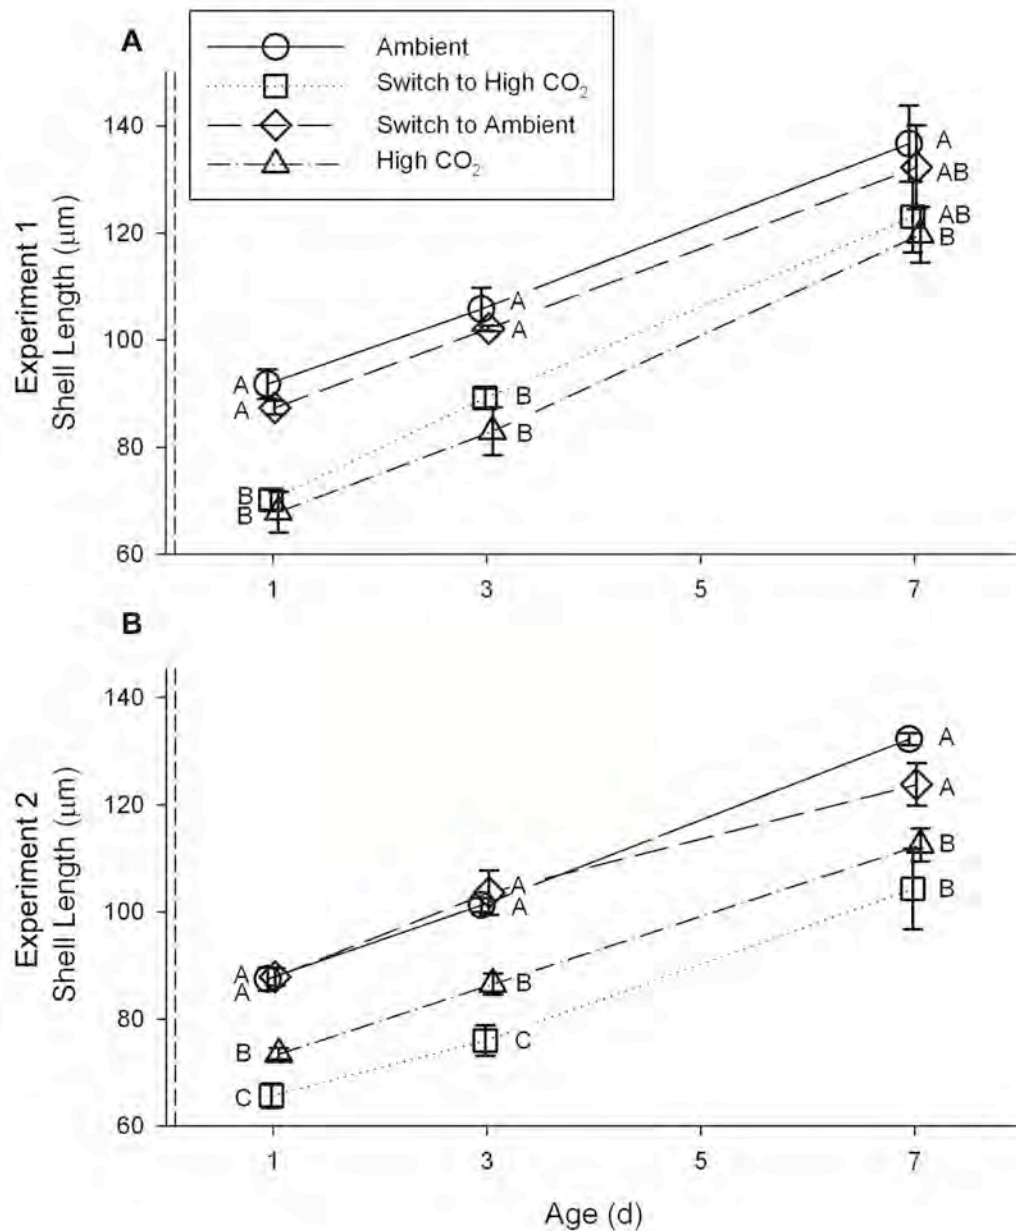 A
Ambient
Switch to High CO₂
Switch to Ambient
High CO₂
Experiment 1
Shell Length (μm)
140
120
100
80
60
A
A
B
B
A
A
B
B
A
AB
AB
B
1 3 5 7
B
Experiment 2
Shell Length (μm)
140
120
100
80
60
A
A
B
C
A
A
B
C
A
A
B
B
1 3 5 7
Age (d)